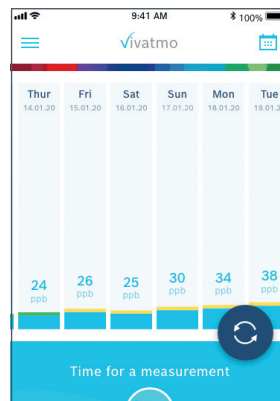 9:41 AM
100%
Vivatmo
Thur Fri Sat Sun Mon Tue
14.01.20 15.01.20 16.01.20 17.01.20 18.01.20 19.01.20
24 26 25 30 34 38
ppb ppb ppb ppb ppb ppb
Time for a measurement